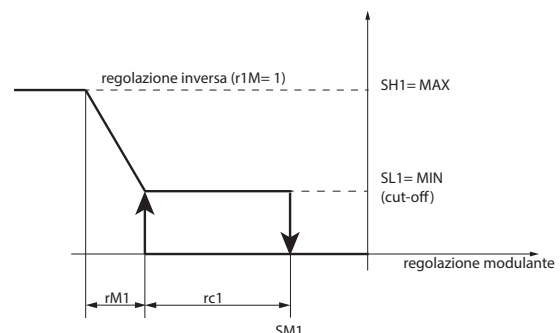 regolazione inversa (r1M= 1)
SH1= MAX
SL1= MIN
(cut-off)
regolazione modulante
rM1
rc1
SM1